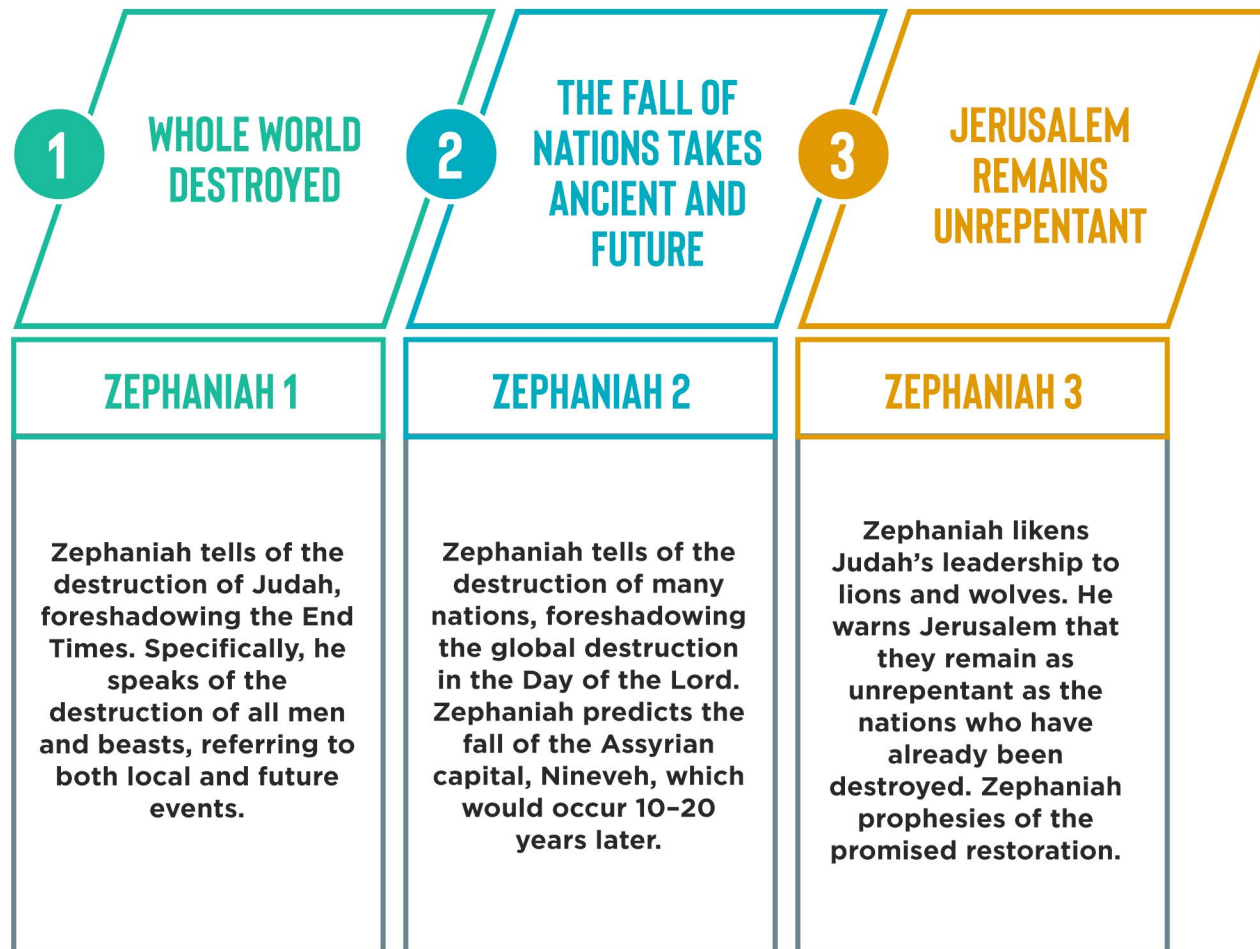 1
WHOLE WORLD
DESTROYED
2
THE FALL OF
NATIONS TAKES
ANCIENT AND
FUTURE
3
JERUSALEM
REMAINS
UNREPENTANT
ZEPHANIAH 1
Zephaniah tells of the
destruction of Judah,
foreshadowing the End
Times. Specifically, he
speaks of the
destruction of all men
and beasts, referring to
both local and future
events.
ZEPHANIAH 2
Zephaniah tells of the
destruction of many
nations, foreshadowing
the global destruction
in the Day of the Lord.
Zephaniah predicts the
fall of the Assyrian
capital, Nineveh, which
would occur 10–20
years later.
ZEPHANIAH 3
Zephaniah likens
Judah’s leadership to
lions and wolves. He
warns Jerusalem that
they remain as
unrepentant as the
nations who have
already been
destroyed. Zephaniah
prophesies of the
promised restoration.